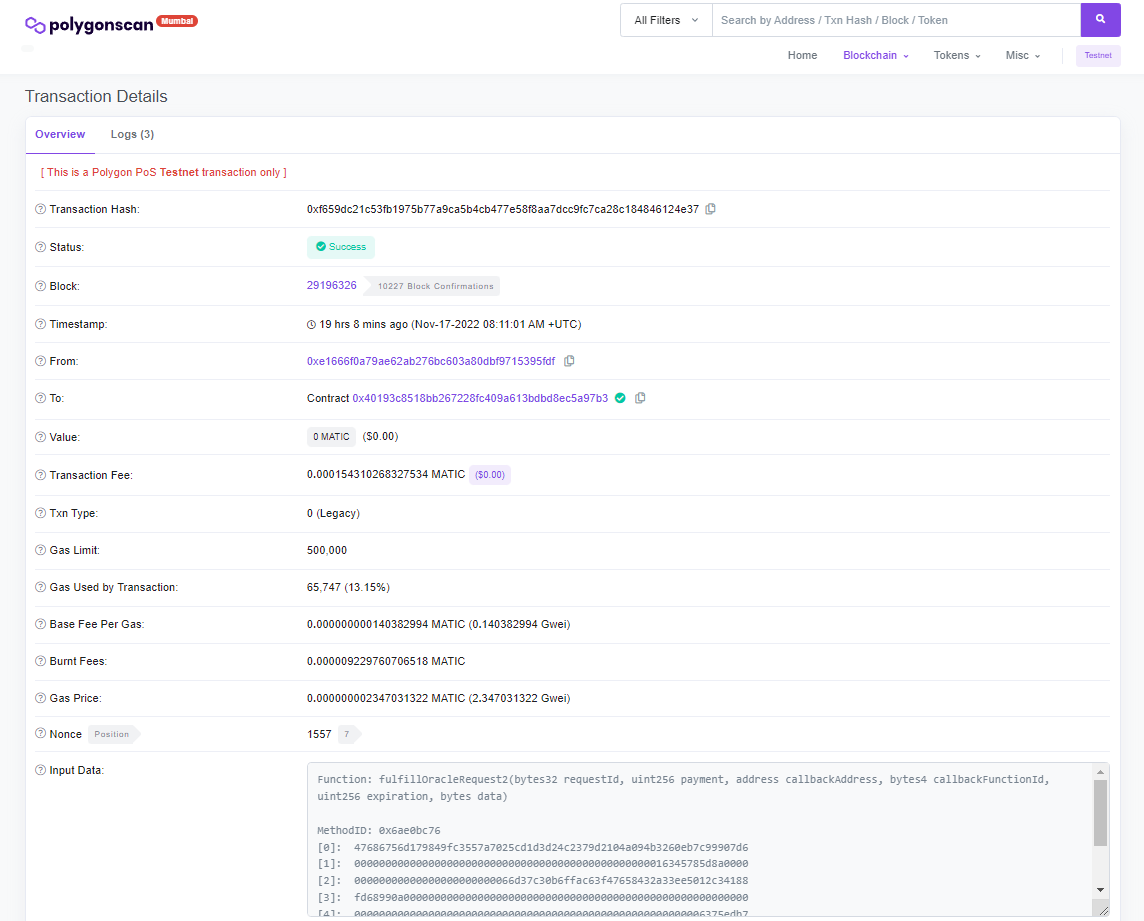 polygonscan Mumbai
All Filters
Search by Address / Txn Hash / Block / Token
Home Blockchain Tokens Misc Testnet
Transaction Details
Overview Logs (3)
[ This is a Polygon PoS Testnet transaction only ]
Transaction Hash: 0xf659dc21c53fb1975b77a9ca5b4cb477e58f8aa7dcc9fc7ca28c184846124e37
Status: Success
Block: 29196326 10227 Block Confirmations
Timestamp: 19 hrs 8 mins ago (Nov-17-2022 08:11:01 AM +UTC)
From: 0xe1666f0a79ae62ab276bc603a80dbf9715395fdf
To: Contract 0x40193c8518bb267228fc409a613bdbd8ec5a97b3
Value: 0 MATIC ($0.00)
Transaction Fee: 0.000154310268327534 MATIC ($0.00)
Txn Type: 0 (Legacy)
Gas Limit: 500,000
Gas Used by Transaction: 65,747 (13.15%)
Base Fee Per Gas: 0.000000000140382994 MATIC (0.140382994 Gwei)
Burnt Fees: 0.000009229760706518 MATIC
Gas Price: 0.000000002347031322 MATIC (2.347031322 Gwei)
Nonce Position 1557 7
Input Data:
Function: fulfillOracleRequest2(bytes32 requestId, uint256 payment, address callbackAddress, bytes4 callbackFunctionId,
uint256 expiration, bytes data)
MethodID: 0x6ae0bc76
[0]: 47686756d179849fc3557a7025cd1d3d24c2379d2104a094b3260eb7c99907d6
[1]: 000000000000000000000000000000000000000000000000016345785d8a0000
[2]: 00000000000000000000000066d37c30b6ffac63f47658432a33ee5012c34188
[3]: fd68990a00000000000000000000000000000000000000000000000000000000
[4]: 000000000000000000000000000000000000000000000000000000006375edb7